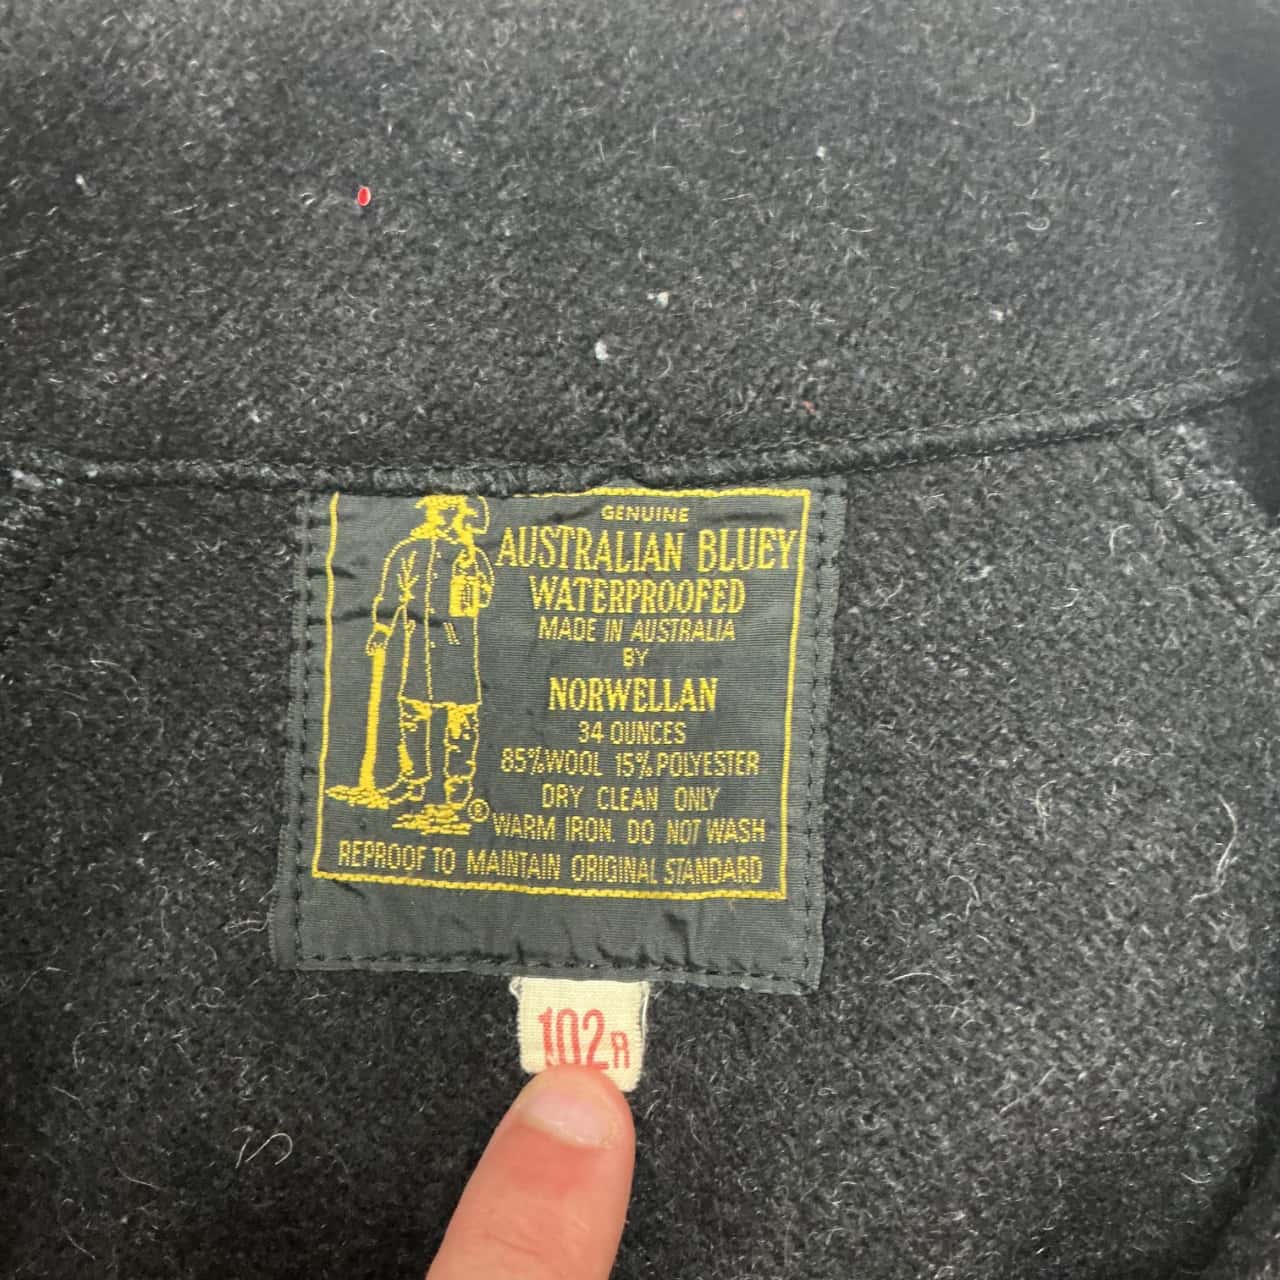 GENUINE
AUSTRALIAN BLUEY
WATERPROOFED
MADE IN AUSTRALIA
BY
NORWELLAN
34 OUNCES
85% WOOL 15% POLYESTER
DRY CLEAN ONLY
® WARM IRON. DO NOT WASH
REPROOF TO MAINTAIN ORIGINAL STANDARD
102R